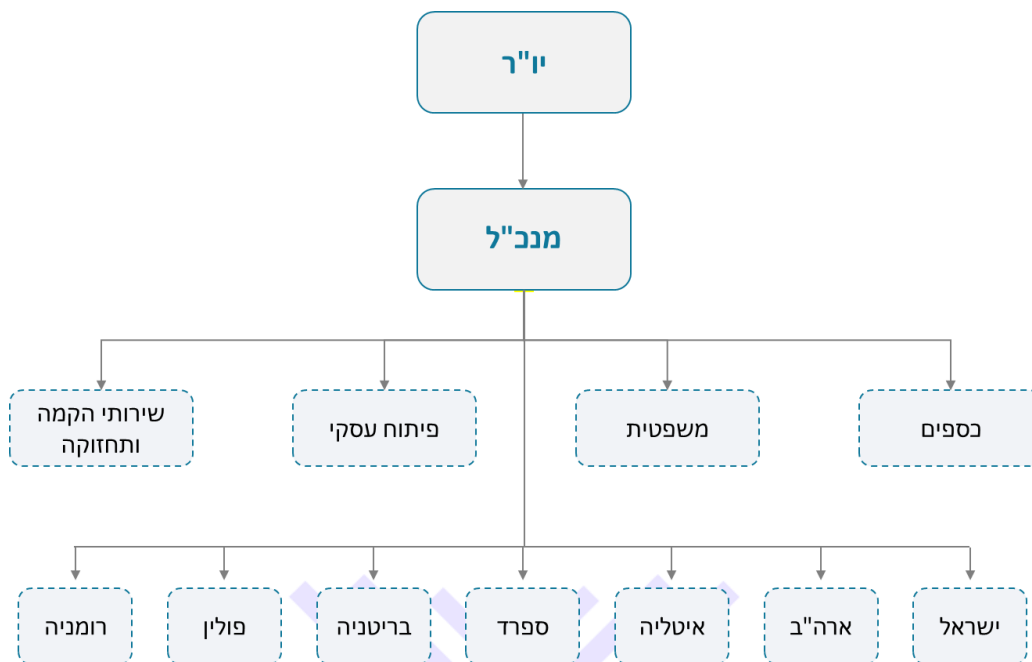 יו"ר
מנכ"ל
כספים
משפטית
פיתוח עסקי
שירותי הקמה
ותחזוקה
ישראל
ארה"ב
איטליה
ספרד
בריטניה
פולין
רומניה